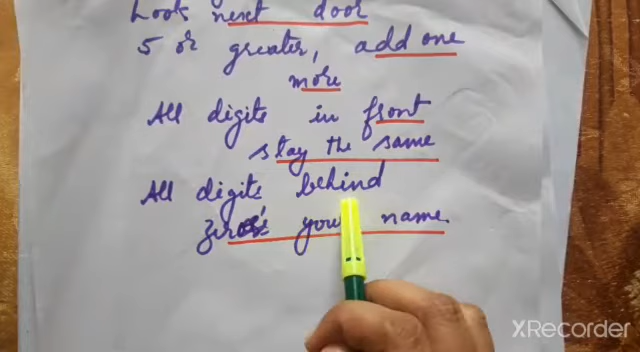 Look next door
5 or greater, add one
more
All digits in front
stay the same
All digits behind
zero's your name.
XRecorder